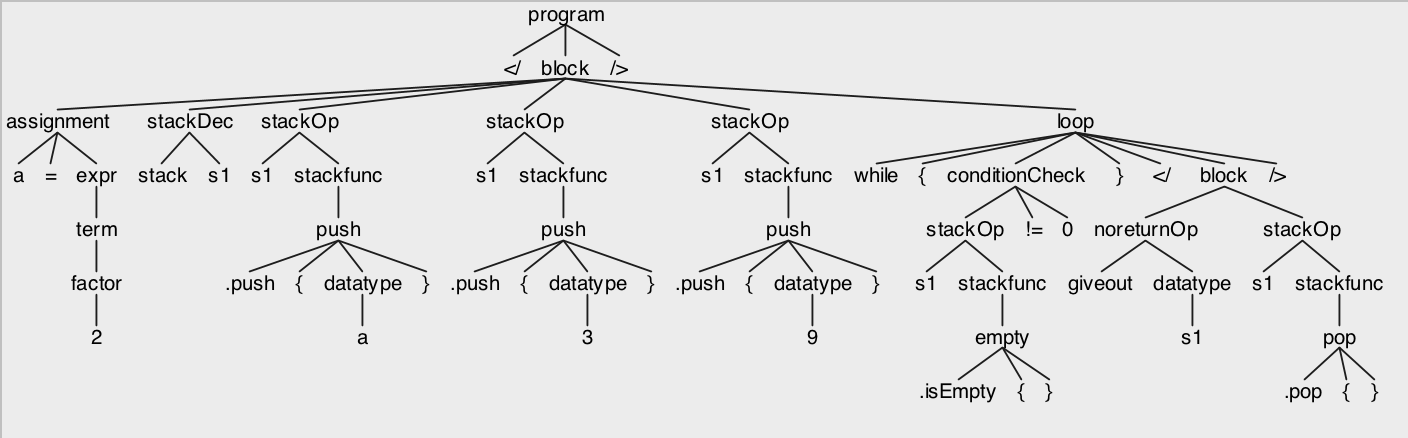 program
</ block />
assignment stackDec stackOp stackOp stackOp loop
a = expr stack s1 s1 stackfunc s1 stackfunc s1 stackfunc while { conditionCheck } </ block />
term push push push stackOp != 0 noreturnOp stackOp
factor .push { datatype } .push { datatype } .push { datatype } s1 stackfunc giveout datatype s1 stackfunc
2 a 3 9 empty s1 pop
.isEmpty { } .pop { }